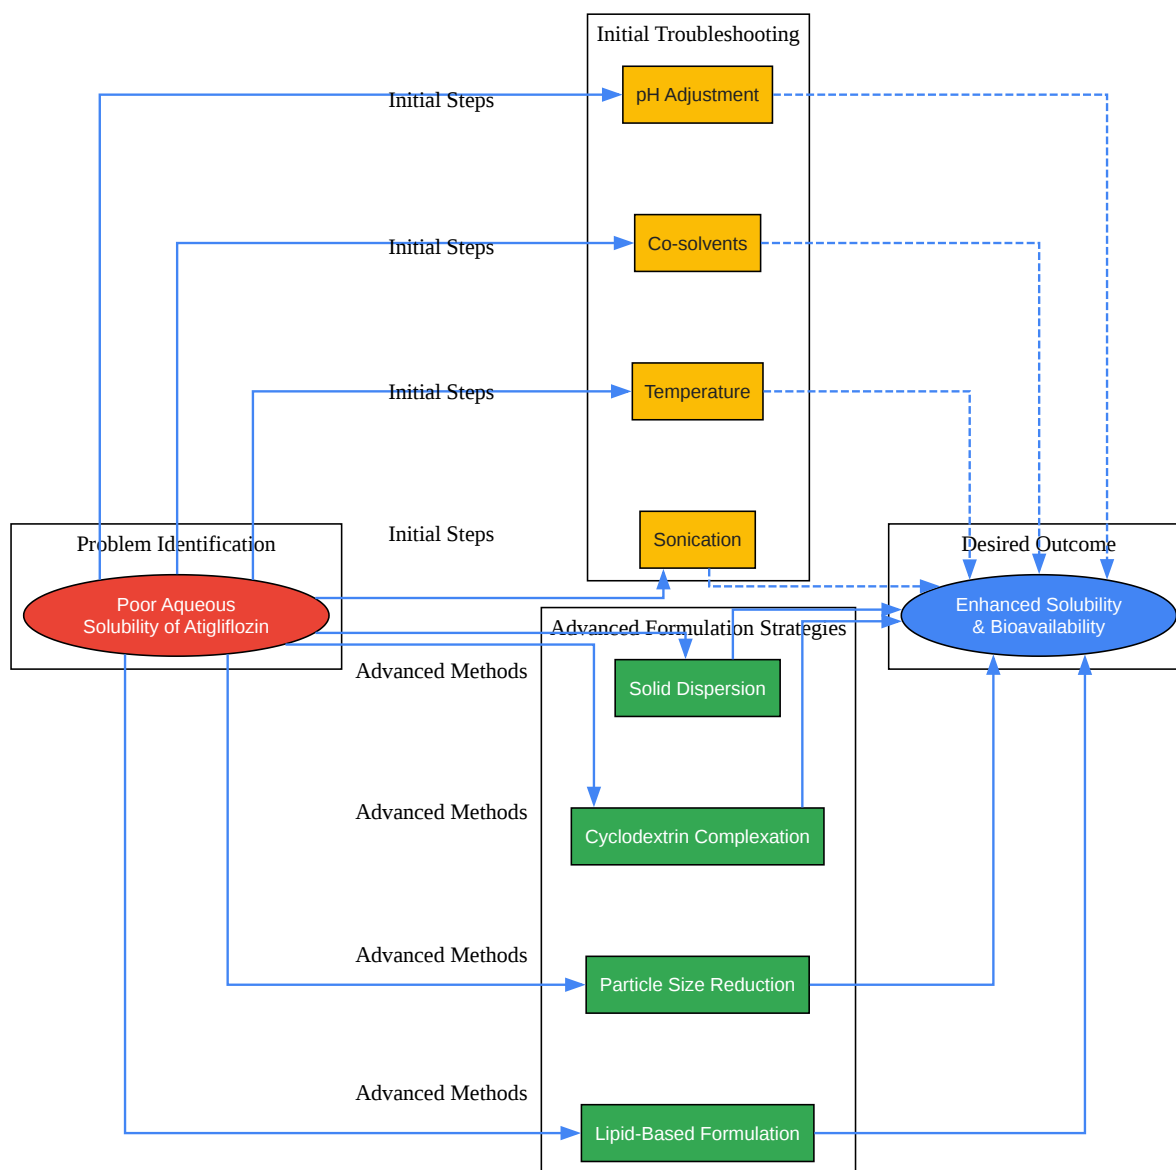 Initial Troubleshooting
pH Adjustment
Initial Steps
Co-solvents
Initial Steps
Temperature
Initial Steps
Sonication
Initial Steps
Problem Identification
Poor Aqueous
Solubility of Atigliflozin
Desired Outcome
Enhanced Solubility
& Bioavailability
Advanced Formulation Strategies
Advanced Methods
Solid Dispersion
Advanced Methods
Cyclodextrin Complexation
Advanced Methods
Particle Size Reduction
Advanced Methods
Lipid-Based Formulation